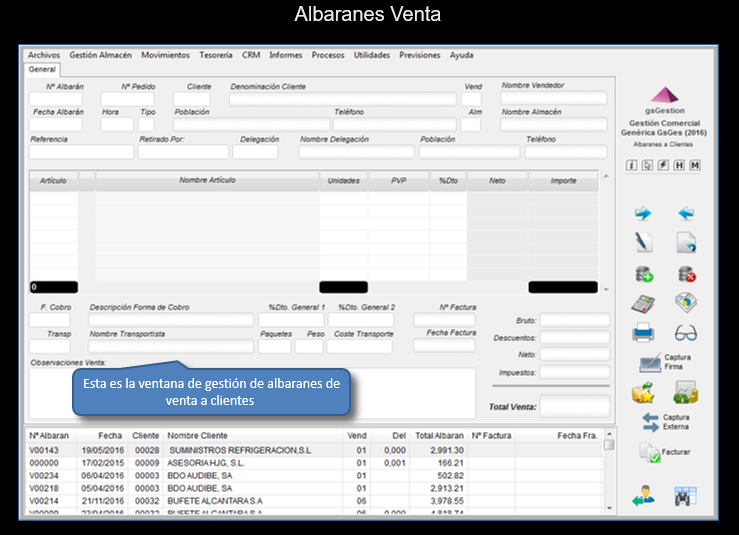 Albaranes Venta
Archivos Gestión Almacén Movimientos Tesorería CRM Informes Procesos Utilidades Previsiones Ayuda
General
Nº Albarán Nº Pedido Cliente Denominación Cliente Vend Nombre Vendedor
Fecha Albarán Hora Tipo Población Teléfono Alm Nombre Almacén
Referencia Retirado Por: Delegación Nombre Delegación Población Teléfono
gsGestion
Gestión Comercial
Genérica GsGes (2016)
Albaranes a Clientes
i H M
Artículo Nombre Artículo Unidades PVP %Dto Neto Importe
0
F. Cobro Descripción Forma de Cobro %Dto. General 1 %Dto. General 2 Nº Factura
Bruto:
Transp Nombre Transportista Paquetes Peso Coste Transporte Fecha Factura
Descuentos:
Neto:
Observaciones Venta:
Impuestos:
Captura
Firma
Esta es la ventana de gestión de albaranes de
venta a clientes
Total Venta:
Captura
Externa
Facturar
NºAlbaran Fecha Cliente Nombre Cliente Vend Del Total Albaran Nº Factura Fecha Fra.
V00143 19/05/2016 00028 SUMINISTROS REFRIGERACION,S.L 01 0,000 2,991.30
000000 17/02/2015 00009 ASESORIA HJG, S.L. 01 0,001 166.21
V00234 06/04/2016 00003 BDO AUDIBE, SA 01 502.82
V00218 05/04/2016 00003 BDO AUDIBE, SA 01 2,913.21
V00214 21/11/2016 00032 BUFETE ALCANTARA S.A 06 3,978.55